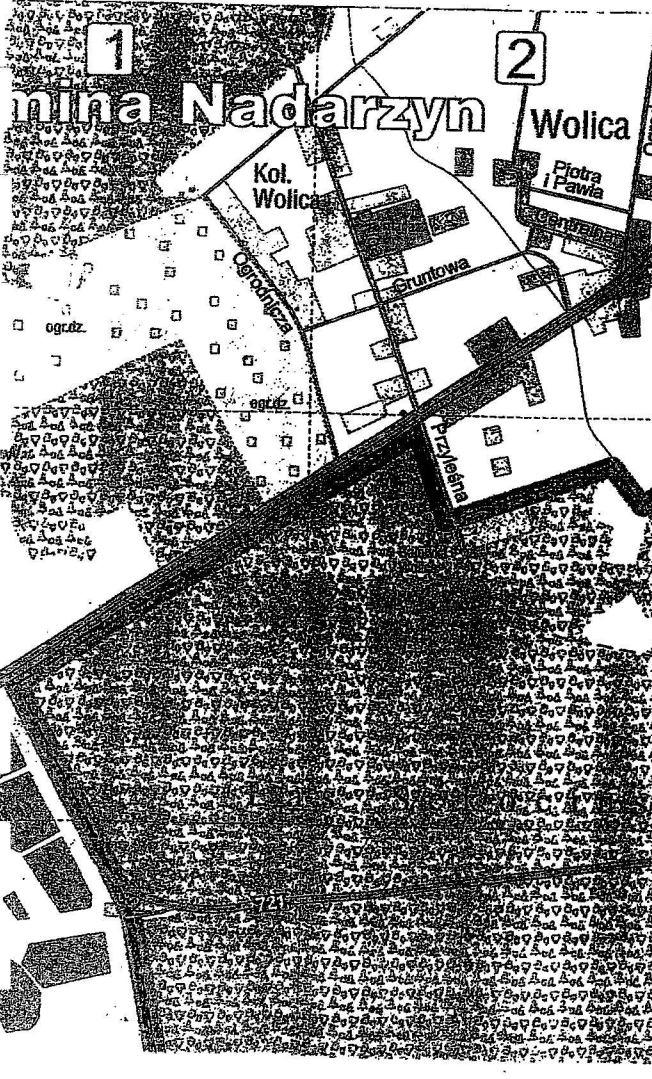 1
2
mina Nadarzyn
Wolica
Piotra
i Pawła
Kol.
Wolica
Centralna
Ogrodnicza
Gruntowa
ogr.dz.
ogr.dz.
Przyleśna
721